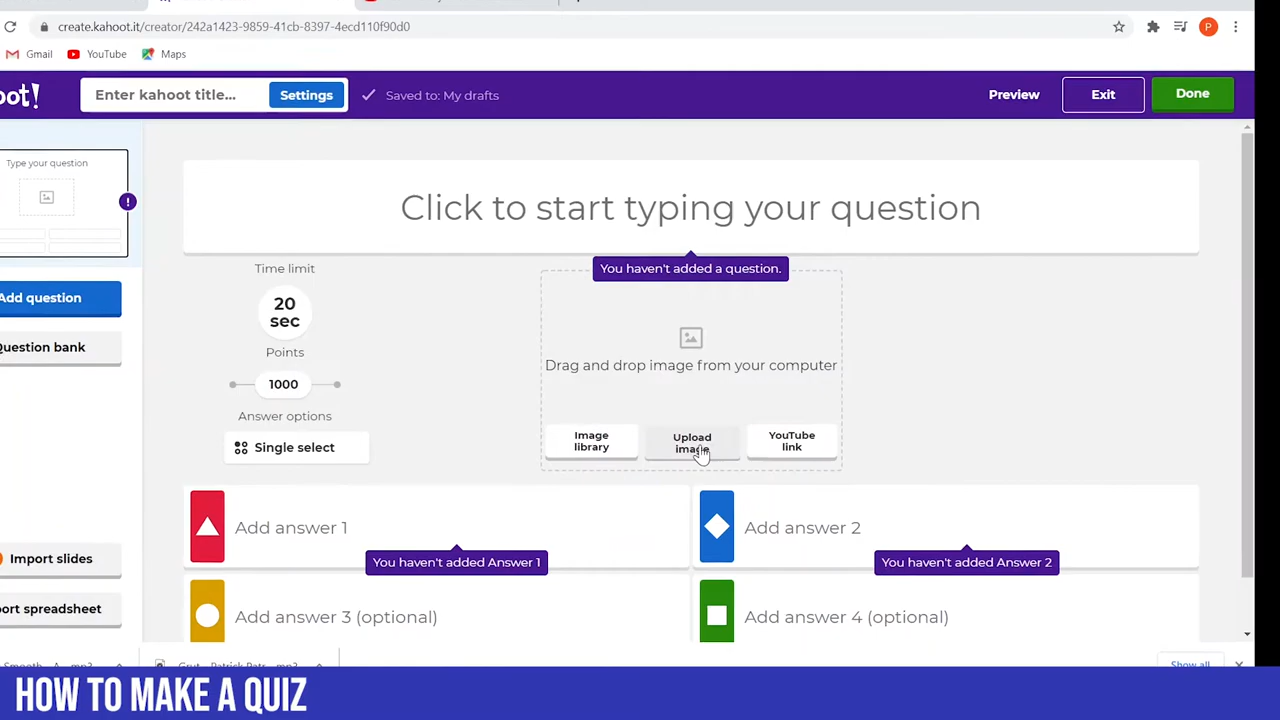 create.kahoot.it/creator/242a1423-9859-41cb-8397-4ecd110f90d0
P
Gmail
YouTube
Maps
oot!
Enter kahoot title...
Settings
Saved to: My drafts
Preview
Exit
Done
Type your question
!
Click to start typing your question
You haven't added a question.
Time limit
20
sec
Points
1000
Answer options
Single select
Drag and drop image from your computer
Image
library
Upload
image
YouTube
link
Add question
Question bank
Import slides
port spreadsheet
Add answer 1
You haven't added Answer 1
Add answer 2
You haven't added Answer 2
Add answer 3 (optional)
Add answer 4 (optional)
Show all
HOW TO MAKE A QUIZ